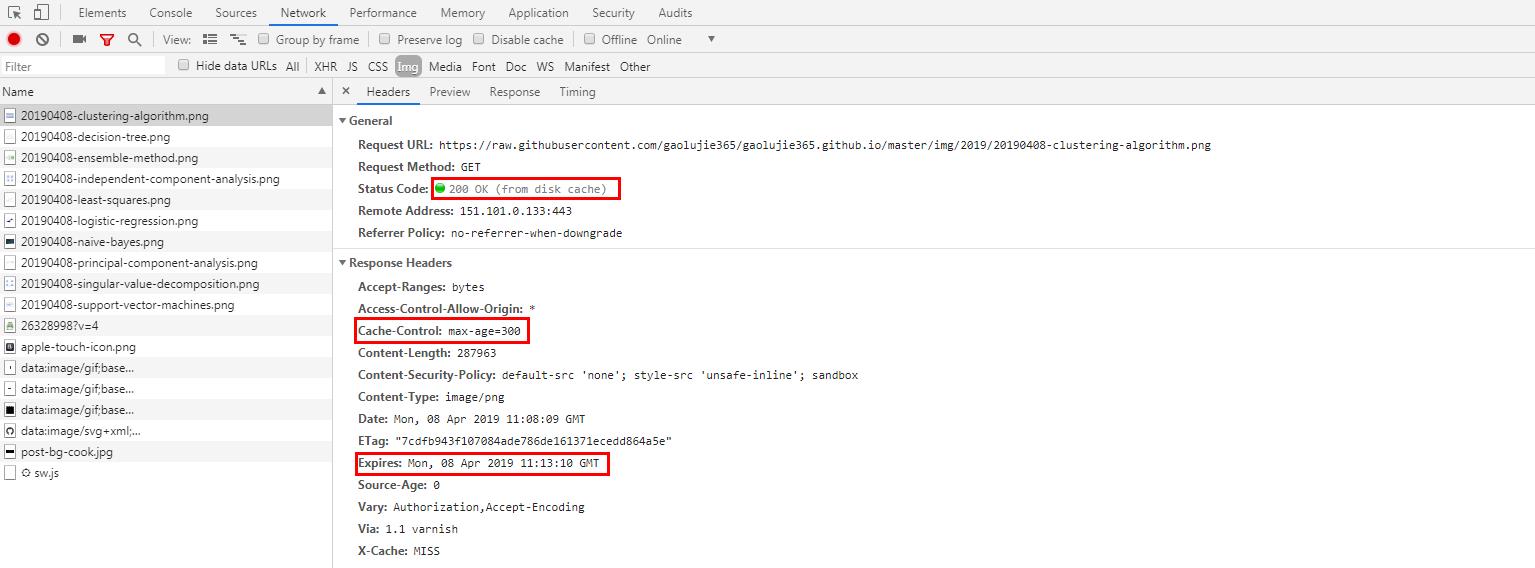 Elements Console Sources Network Performance Memory Application Security Audits
View: Group by frame Preserve log Disable cache Offline Online
Filter Hide data URLs All XHR JS CSS Img Media Font Doc WS Manifest Other
Name
20190408-clustering-algorithm.png
20190408-decision-tree.png
20190408-ensemble-method.png
20190408-independent-component-analysis.png
20190408-least-squares.png
20190408-logistic-regression.png
20190408-naive-bayes.png
20190408-principal-component-analysis.png
20190408-singular-value-decomposition.png
20190408-support-vector-machines.png
26328998?v=4
apple-touch-icon.png
data:image/gif;base...
data:image/gif;base...
data:image/gif;base...
data:image/svg+xml;...
post-bg-cook.jpg
sw.js
Headers Preview Response Timing
General
Request URL: https://raw.githubusercontent.com/gaolujie365/gaolujie365.github.io/master/img/2019/20190408-clustering-algorithm.png
Request Method: GET
Status Code: 200 OK (from disk cache)
Remote Address: 151.101.0.133:443
Referrer Policy: no-referrer-when-downgrade
Response Headers
Accept-Ranges: bytes
Access-Control-Allow-Origin: *
Cache-Control: max-age=300
Content-Length: 287963
Content-Security-Policy: default-src 'none'; style-src 'unsafe-inline'; sandbox
Content-Type: image/png
Date: Mon, 08 Apr 2019 11:08:09 GMT
ETag: "7cdfb943f107084ade786de161371ecedd864a5e"
Expires: Mon, 08 Apr 2019 11:13:10 GMT
Source-Age: 0
Vary: Authorization,Accept-Encoding
Via: 1.1 varnish
X-Cache: MISS